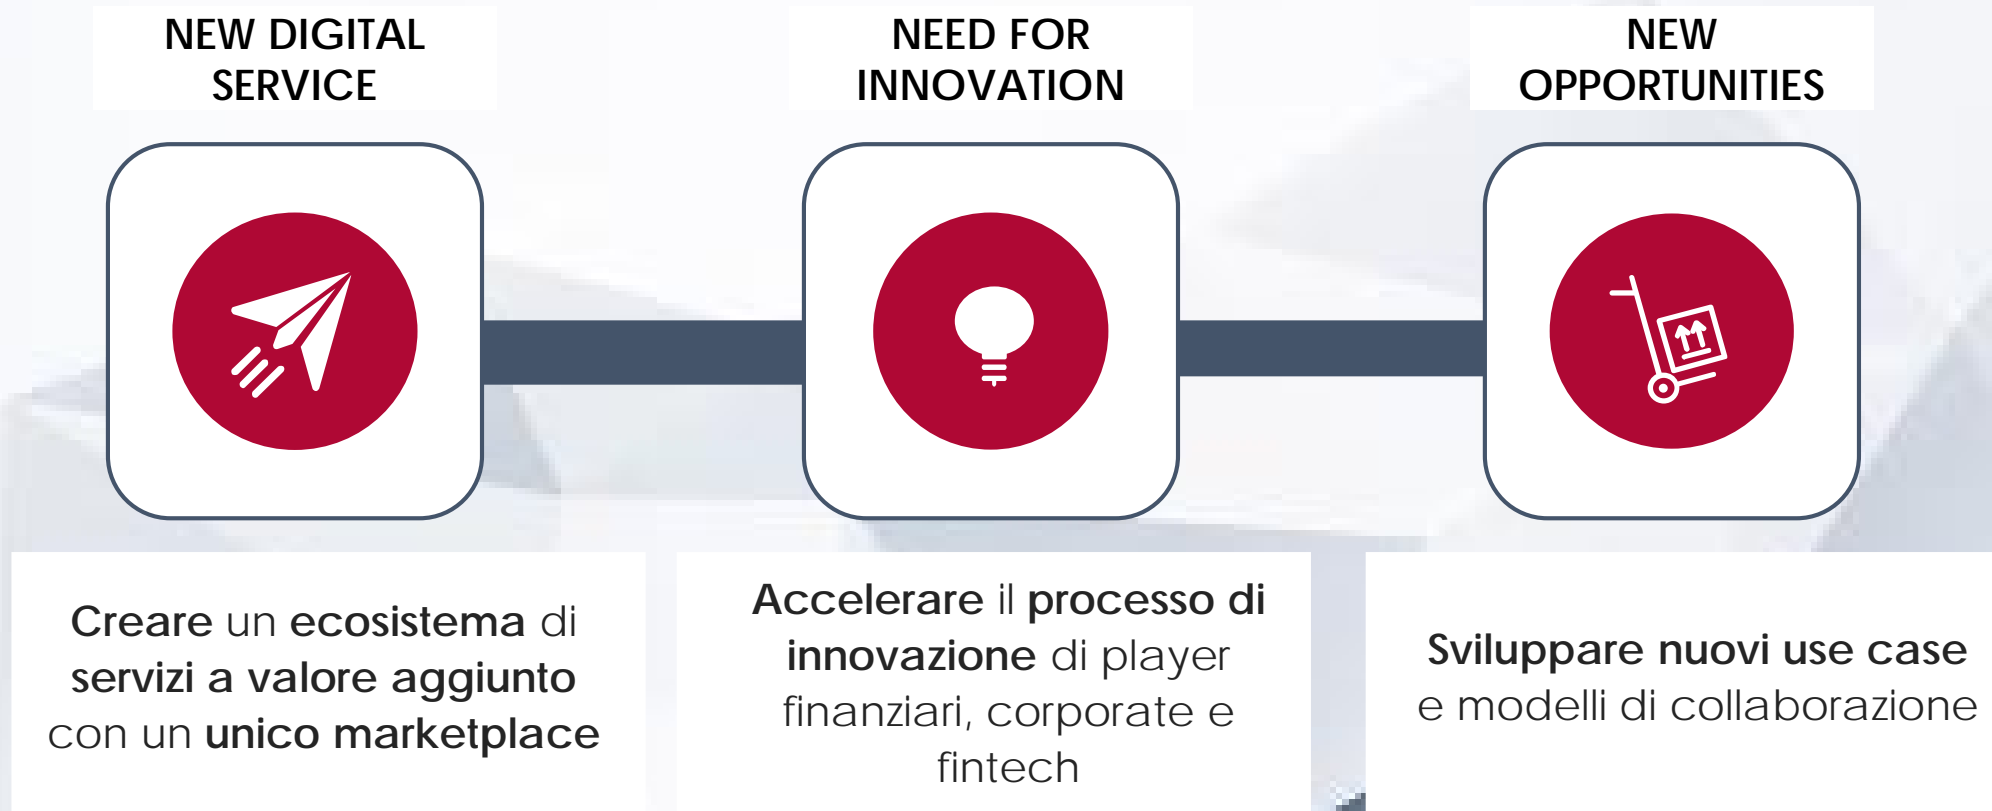 NEW DIGITAL
SERVICE
NEED FOR
INNOVATION
NEW
OPPORTUNITIES
Creare un ecosistema di
servizi a valore aggiunto
con un unico marketplace
Accelerare il processo di
innovazione di player
finanziari, corporate e
fintech
Sviluppare nuovi use case
e modelli di collaborazione